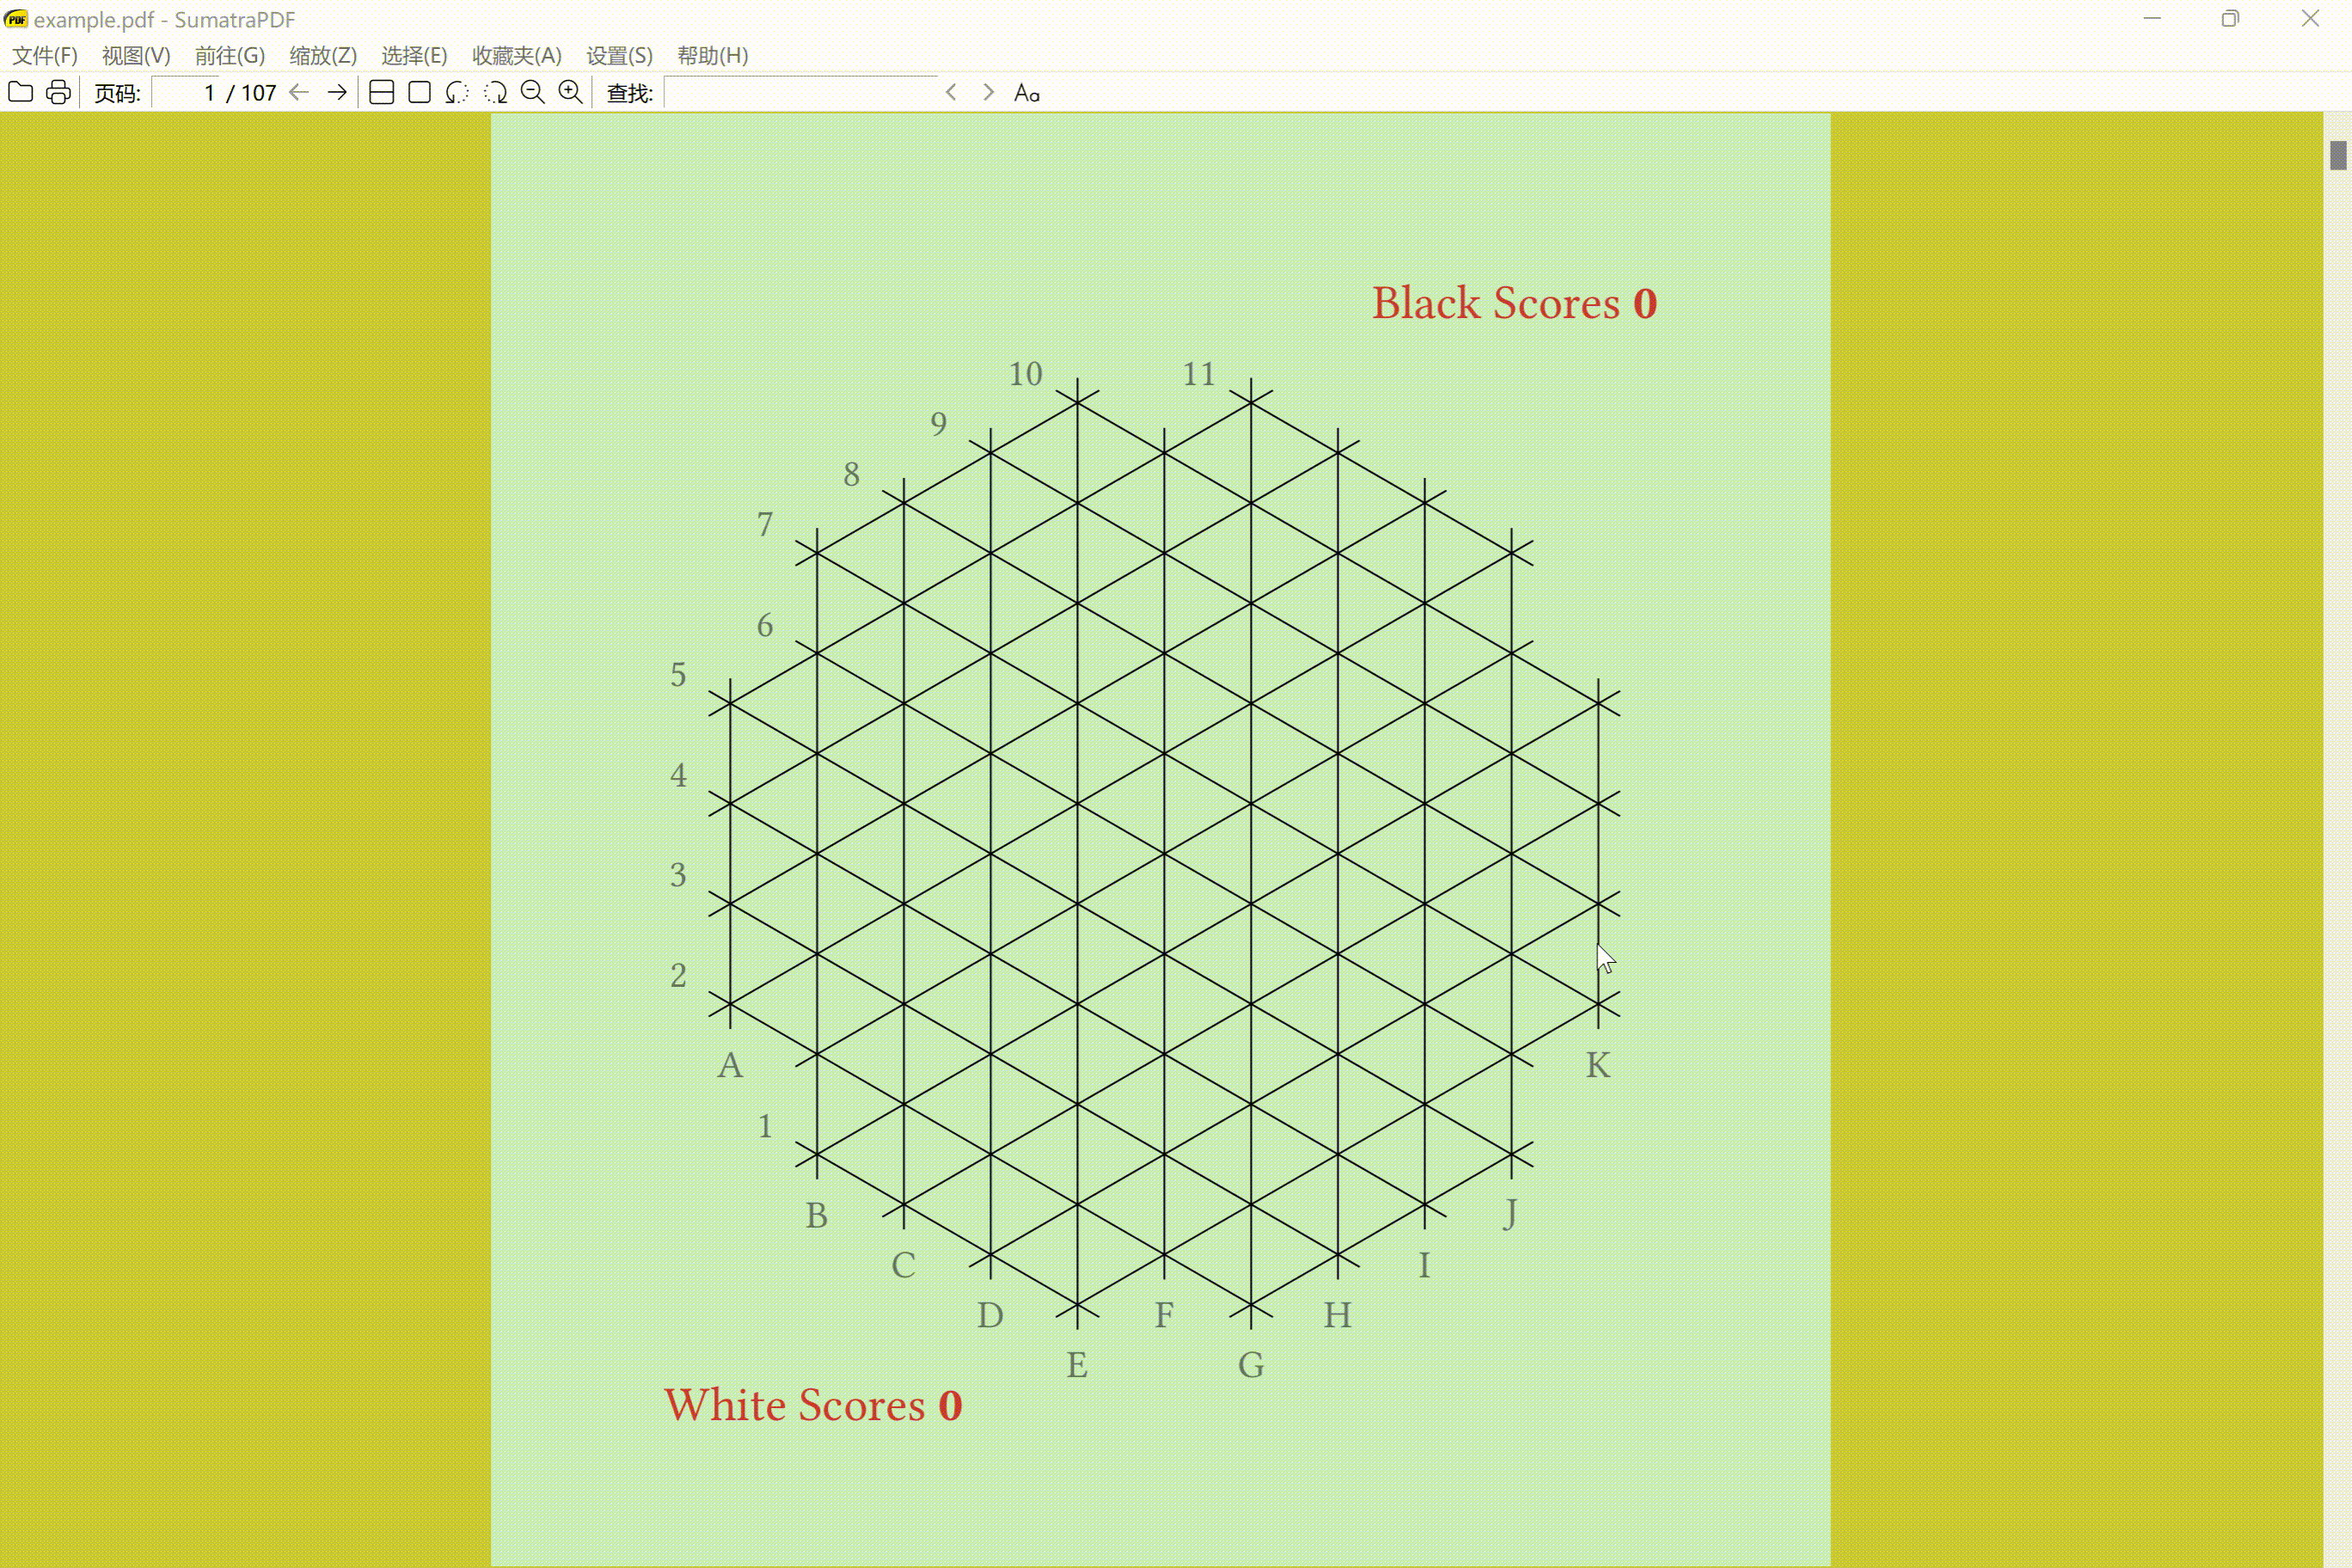 example.pdf - SumatraPDF
文件(F) 视图(V) 前往(G) 缩放(Z) 选择(E) 收藏夹(A) 设置(S) 帮助(H)
页码: 1 / 107 查找: Aa
Black Scores 0
10 11
9
8
7
6
5
4
3
2
A K
1
B J
C I
D F H
E G
White Scores 0